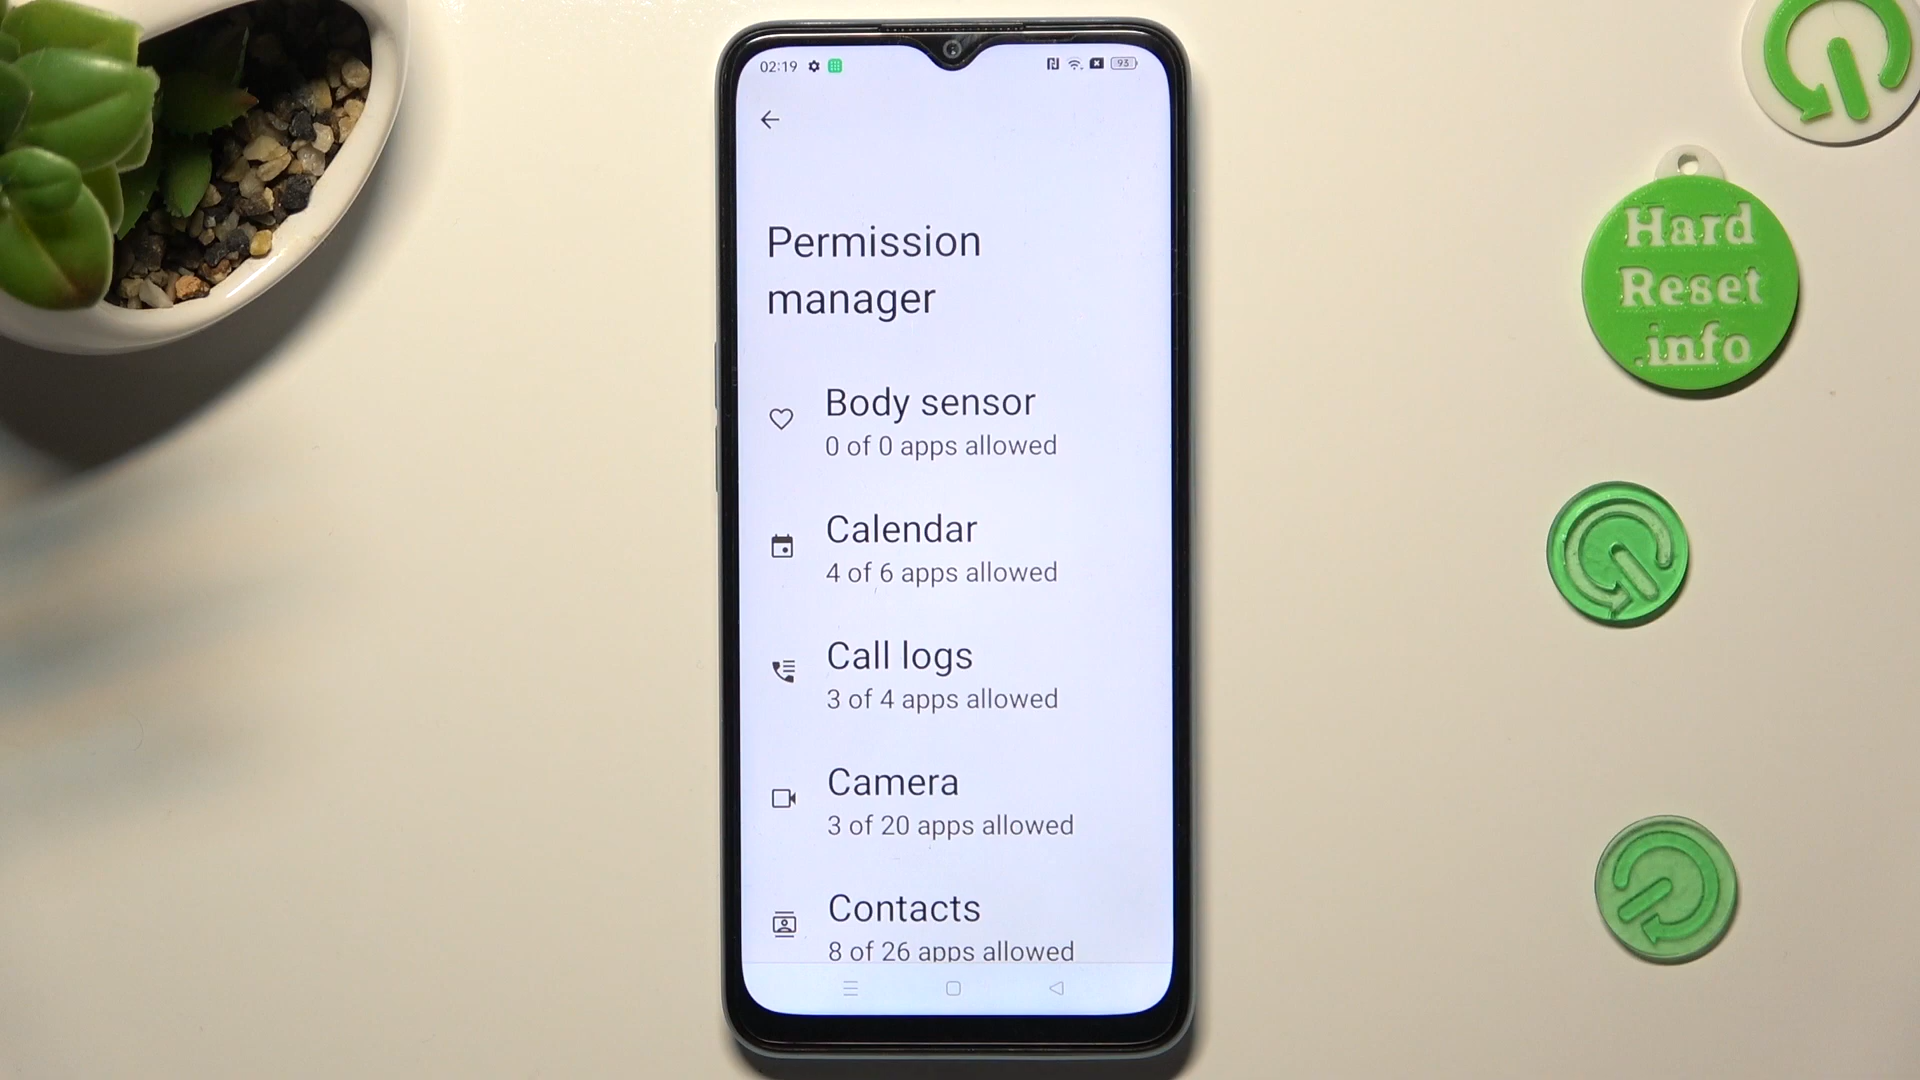 02:19
93
Permission
manager
Body sensor
0 of 0 apps allowed
Calendar
4 of 6 apps allowed
Call logs
3 of 4 apps allowed
Camera
3 of 20 apps allowed
Contacts
8 of 26 apps allowed
Hard
Reset
.info